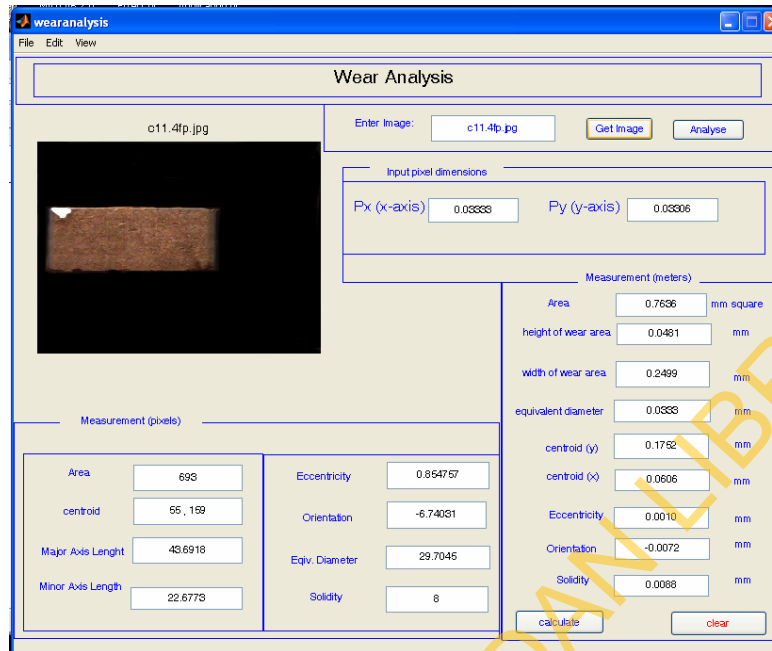 wearanalysis
File Edit View
Wear Analysis
c11.4fp.jpg
Enter Image: c11.4fp.jpg Get Image Analyse
Input pixel dimensions
Px (x-axis) 0.03333 Py (y-axis) 0.03306
Measurement (meters)
Area 0.7636 mm square
height of wear area 0.0481 mm
width of wear area 0.2499 mm
equivalent diameter 0.0333 mm
centroid (y) 0.1752 mm
centroid (x) 0.0606 mm
Eccentricity 0.0010 mm
Orientation -0.0072 mm
Solidity 0.0088 mm
calculate clear
Measurement (pixels)
Area 693
centroid 55 , 159
Major Axis Lenght 43.6918
Minor Axis Length 22.6773
Eccentricity 0.854757
Orientation -6.74031
Eqiv. Diameter 29.7045
Solidity 8
DAN LIBR